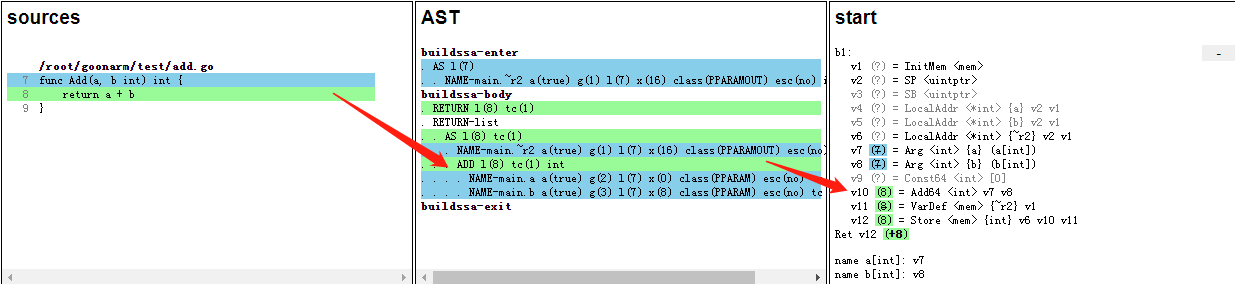 sources
/root/goonarm/test/add.go
7 func Add(a, b int) int {
8 return a + b
9 }
AST
buildssa-enter
. AS l(7)
. . NAME-main.~r2 a(true) g(1) l(7) x(16) class(PPARAMOUT) esc(no) i
buildssa-body
. RETURN l(8) tc(1)
. RETURN-list
. . AS l(8) tc(1)
. . . NAME-main.~r2 a(true) g(1) l(7) x(16) class(PPARAMOUT) esc(no)
ADD l(8) tc(1) int
. . . . NAME-main.a a(true) g(2) l(7) x(0) class(PPARAM) esc(no)
. . . . NAME-main.b a(true) g(3) l(7) x(8) class(PPARAM) esc(no) tc
buildssa-exit
start
-
b1:
v1 (?) = InitMem <mem>
v2 (?) = SP <uintptr>
v3 (?) = SB <uintptr>
v4 (?) = LocalAddr <*int> {a} v2 v1
v5 (?) = LocalAddr <*int> {b} v2 v1
v6 (?) = LocalAddr <*int> {~r2} v2 v1
v7 (7) = Arg <int> {a} (a[int])
v8 (7) = Arg <int> {b} (b[int])
v9 (?) = Const64 <int> [0]
v10 (8) = Add64 <int> v7 v8
v11 (8) = VarDef <mem> {~r2} v1
v12 (8) = Store <mem> {int} v6 v10 v11
Ret v12 (+8)
name a[int]: v7
name b[int]: v8